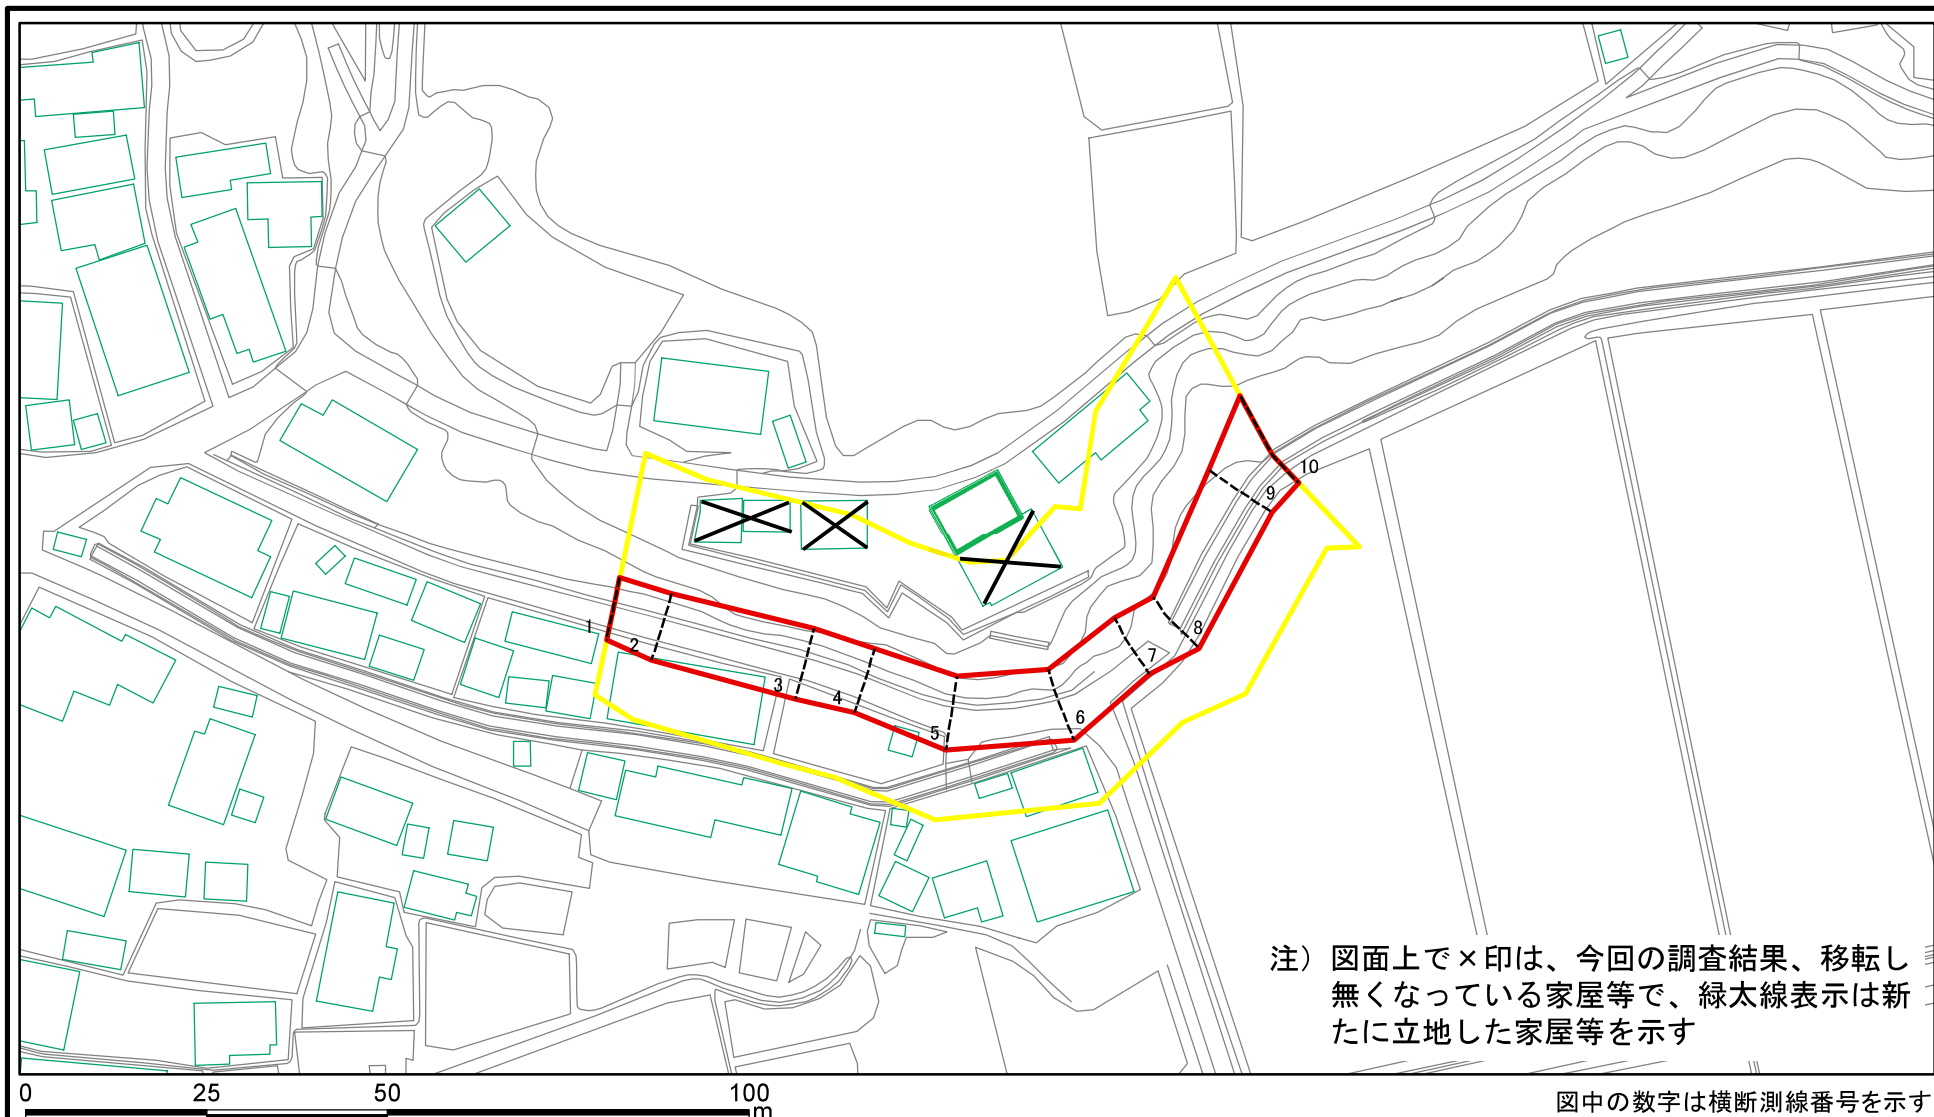 1
2
3
4
5
6
7
8
9
10
注）図面上で×印は、今回の調査結果、移転し
無くなっている家屋等で、緑太線表示は新
たに立地した家屋等を示す
0 25 50 100
m
図中の数字は横断測線番号を示す